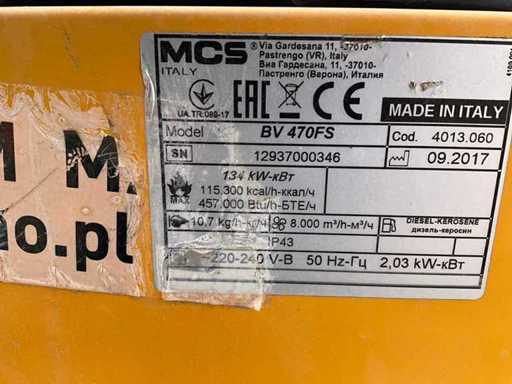 MCS
ITALY
® Via Gardesana 11, -37010-
Pastrengo (VR), Italy
Виа Гардесана, 11, -37010-
Пастренго (Верона), Италия
UA.TR.089-17
EAC
CE
MADE IN ITALY
Model BV 470FS Cod. 4013.060
SN 12937000346 09.2017
134 kW-кВт
MAX 115,300 kcal/h-ккал/ч
457.000 Btu/h-БТЕ/ч
10,7 kg/h-кг/ч 8.000 m³/h-м³/ч
DIESEL-KEROSENE
дизель-керосин
IP43
~220-240 V-В 50 Hz-Гц 2,03 kW-кВт
M MA
no.pl